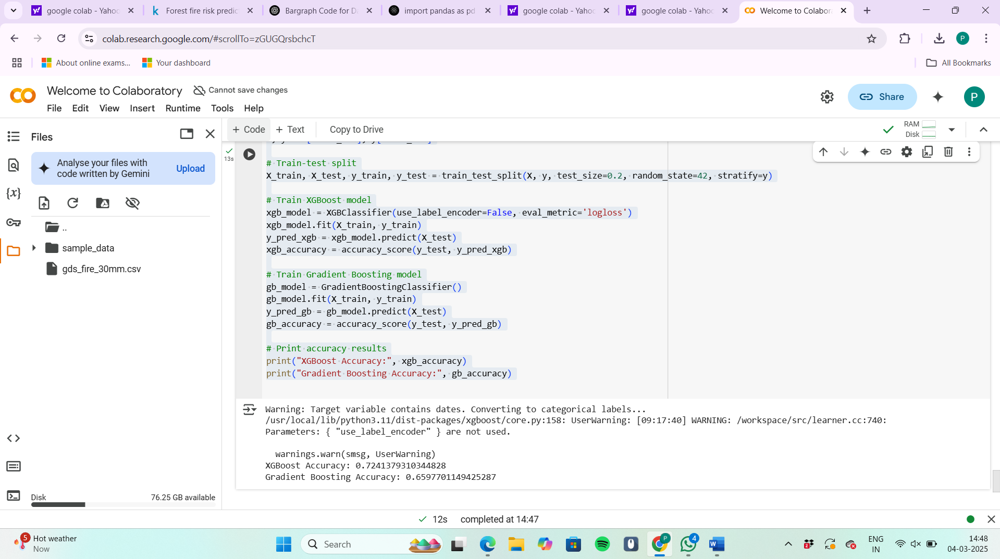 google colab - Yahoo
Forest fire risk predic
Bargraph Code for Da
import pandas as pd
google colab - Yahoo
google colab - Yahoo
Welcome to Colabor
colab.research.google.com/#scrollTo=zGUGQrsbchcT
P
About online exams...
Your dashboard
All Bookmarks
Welcome to Colaboratory
Cannot save changes
File Edit View Insert Runtime Tools Help
Share
P
Files
+ Code + Text
Copy to Drive
RAM
Disk
Analyse your files with
code written by Gemini
Upload
..
sample_data
gds_fire_30mm.csv
Disk
76.25 GB available
13s
# Train-test split
X_train, X_test, y_train, y_test = train_test_split(X, y, test_size=0.2, random_state=42, stratify=y)
# Train XGBoost model
xgb_model = XGBClassifier(use_label_encoder=False, eval_metric='logloss')
xgb_model.fit(X_train, y_train)
y_pred_xgb = xgb_model.predict(X_test)
xgb_accuracy = accuracy_score(y_test, y_pred_xgb)
# Train Gradient Boosting model
gb_model = GradientBoostingClassifier()
gb_model.fit(X_train, y_train)
y_pred_gb = gb_model.predict(X_test)
gb_accuracy = accuracy_score(y_test, y_pred_gb)
# Print accuracy results
print("XGBoost Accuracy:", xgb_accuracy)
print("Gradient Boosting Accuracy:", gb_accuracy)
Warning: Target variable contains dates. Converting to categorical labels...
/usr/local/lib/python3.11/dist-packages/xgboost/core.py:158: UserWarning: [09:17:40] WARNING: /workspace/src/learner.cc:740:
Parameters: { "use_label_encoder" } are not used.
warnings.warn(smsg, UserWarning)
XGBoost Accuracy: 0.7241379310344828
Gradient Boosting Accuracy: 0.6597701149425287
12s completed at 14:47
5
Hot weather
Now
Search
P
4
2
ENG
IN
14:48
04-03-2025